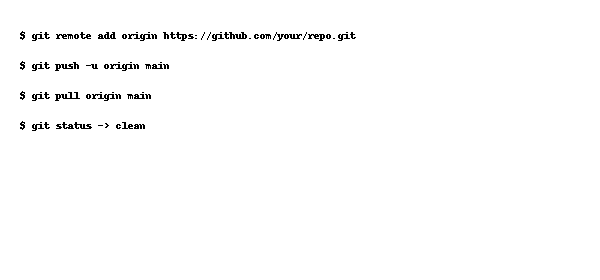 $ git remote add origin https://github.com/your/repo.git
$ git push -u origin main
$ git pull origin main
$ git status -> clean